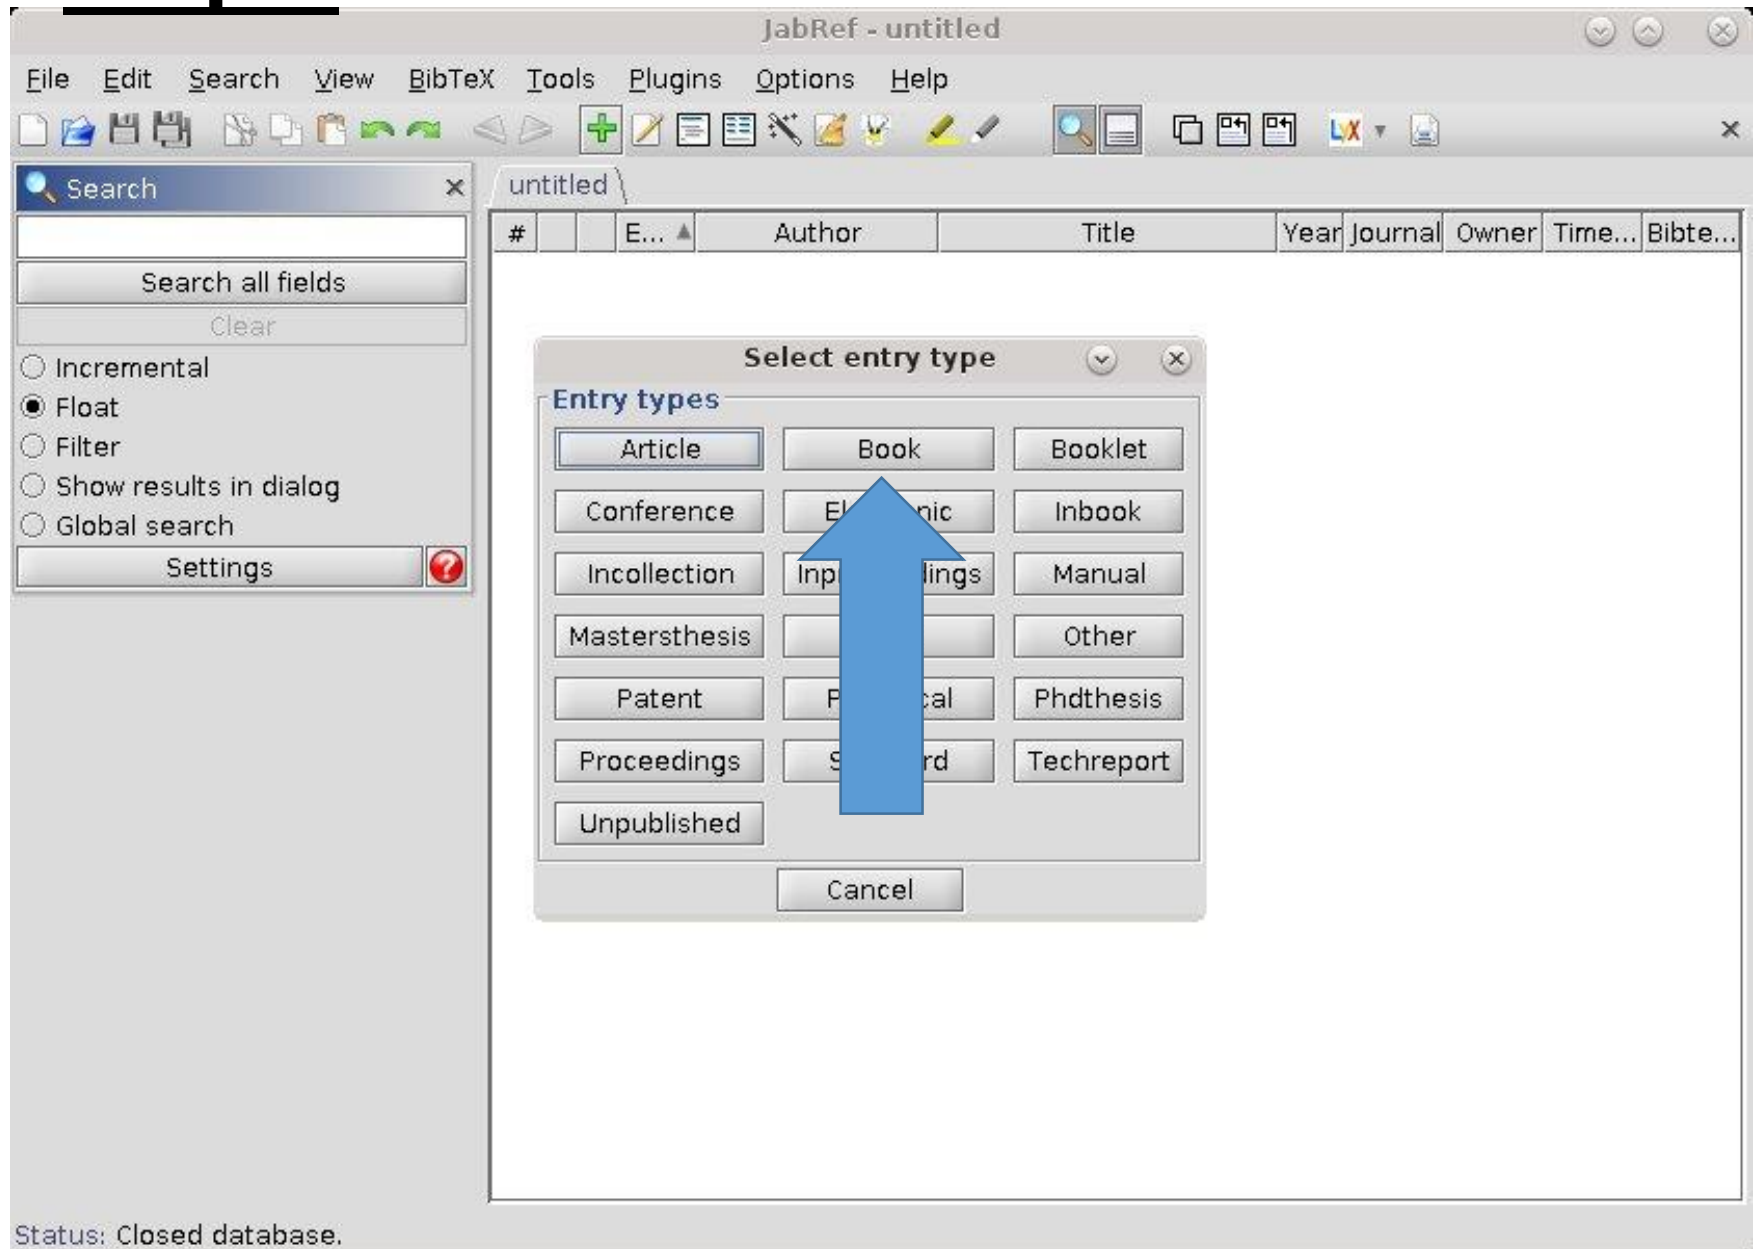 JabRef - untitled
File Edit Search View BibTeX Tools Plugins Options Help
Search
untitled
# E... Author Title Year Journal Owner Time... Bibte...
Search all fields
Clear
Incremental
Float
Filter
Show results in dialog
Global search
Settings
Select entry type
Entry types
Article Book Booklet
Conference Inbook
Incollection Manual
Mastersthesis Other
Patent Phdthesis
Proceedings Techreport
Unpublished
Cancel
Status: Closed database.